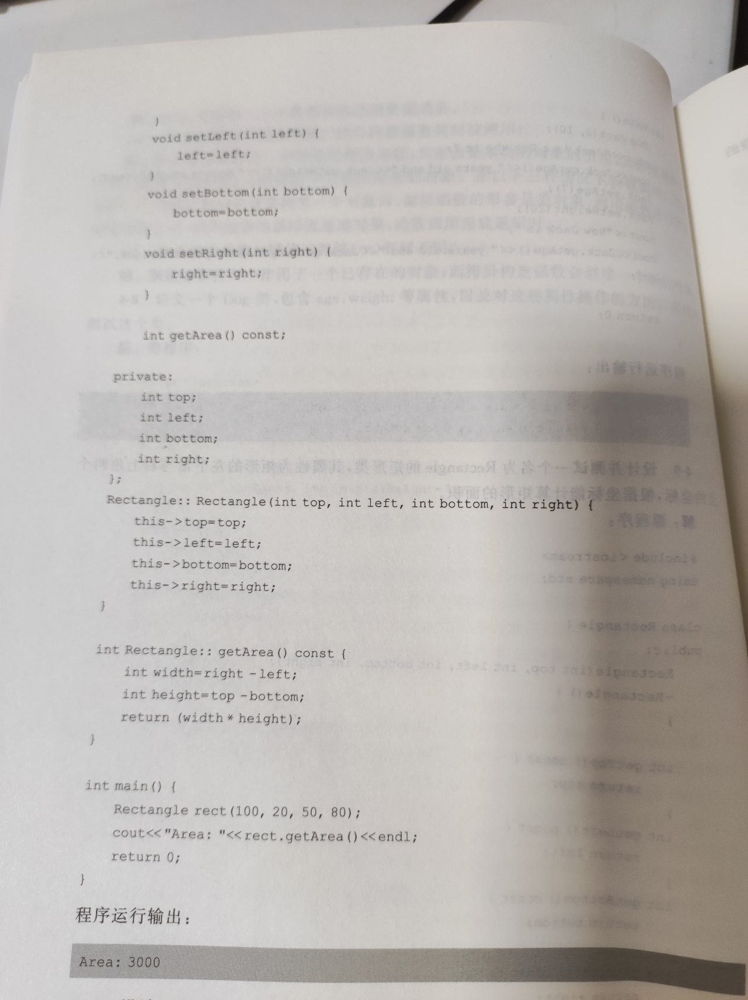 }
void setLeft(int left) {
left=left;
}
void setBottom(int bottom) {
bottom=bottom;
}
void setRight(int right) {
right=right;
}
int getArea() const;
private:
int top;
int left;
int bottom;
int right;
};
Rectangle:: Rectangle(int top, int left, int bottom, int right) {
this->top=top;
this->left=left;
this->bottom=bottom;
this->right=right;
}
int Rectangle:: getArea() const {
int width=right -left;
int height=top -bottom;
return (width * height);
}
int main() {
Rectangle rect(100, 20, 50, 80);
cout<<"Area: "<<rect.getArea()<<endl;
return 0;
}
程序运行输出:
Area: 3000